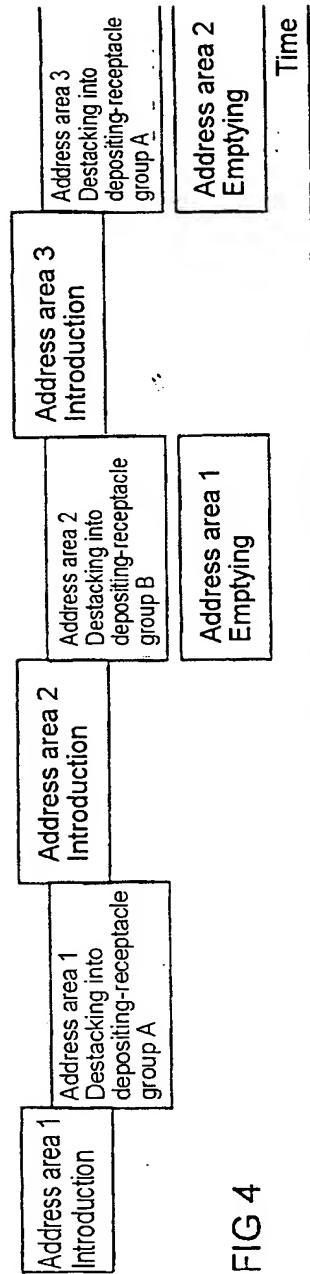 Address area 1
Introduction
Address area 1
Destacking into
depositing-receptacle
group A
Address area 2
Introduction
Address area 2
Destacking into
depositing-receptacle
group B
Address area 1
Emptying
Address area 3
Introduction
Address area 3
Destacking into
depositing-receptacle
group A
Address area 2
Emptying
Time
FIG 4